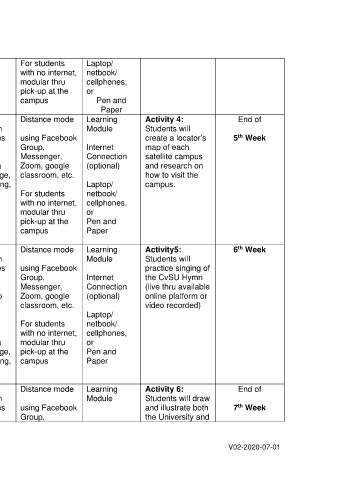 For students
with no internet,
modular thru
pick-up at the
campus
Laptop/
netbook/
cellphones,
or
Pen and
Paper
Distance mode
using Facebook
Group,
Messenger,
Zoom, google
classroom, etc.
For students
with no internet,
modular thru
pick-up at the
campus
Learning
Module
Internet
Connection
(optional)
Laptop/
netbook/
cellphones,
or
Pen and
Paper
Activity 4:
Students will
create a locator's
map of each
satellite campus
and research on
how to visit the
campus.
End of
5th Week
Distance mode
using Facebook
Group,
Messenger,
Zoom, google
classroom, etc.
For students
with no internet,
modular thru
pick-up at the
campus
Learning
Module
Internet
Connection
(optional)
Laptop/
netbook/
cellphones,
or
Pen and
Paper
Activity5:
Students will
practice singing of
the CvSU Hymn
(live thru available
online platform or
video recorded)
6th Week
Distance mode
using Facebook
Group,
Learning
Module
Activity 6:
Students will draw
and illustrate both
the University and
End of
7th Week
V02-2020-07-01